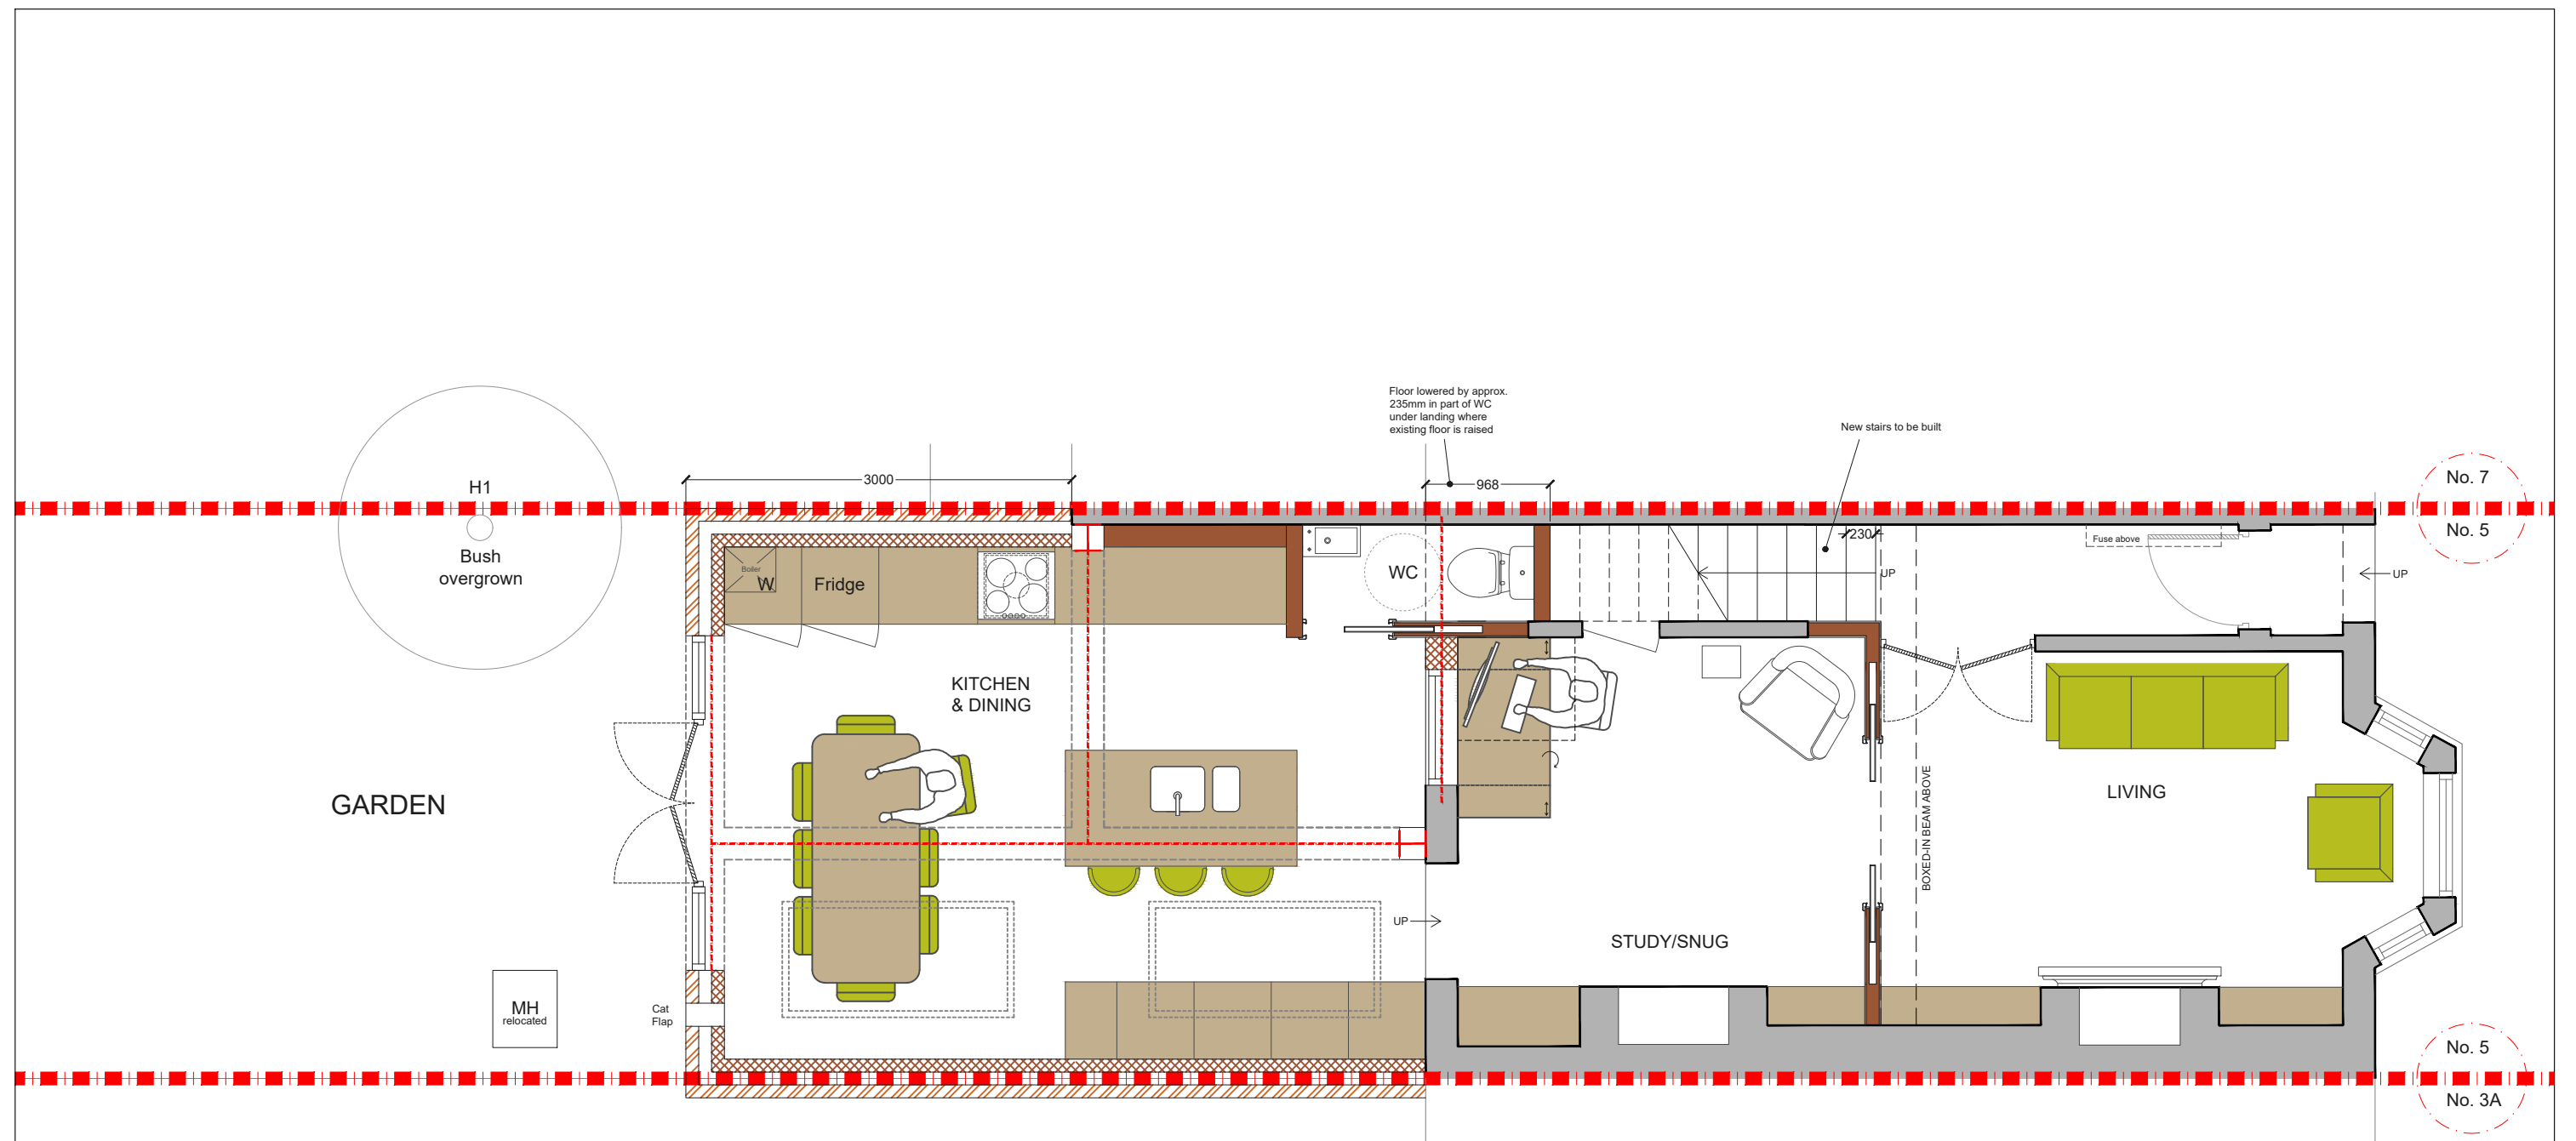 Floor lowered by approx.
235mm in part of WC
under landing where
existing floor is raised
New stairs to be built
3000
968
No. 7
No. 5
H1
Bush
overgrown
230
UP
Fuse above
UP
Boiler
W
Fridge
WC
KITCHEN
& DINING
GARDEN
LIVING
BOXED-IN BEAM ABOVE
UP
STUDY/SNUG
MH
relocated
Cat
Flap
No. 5
No. 3A